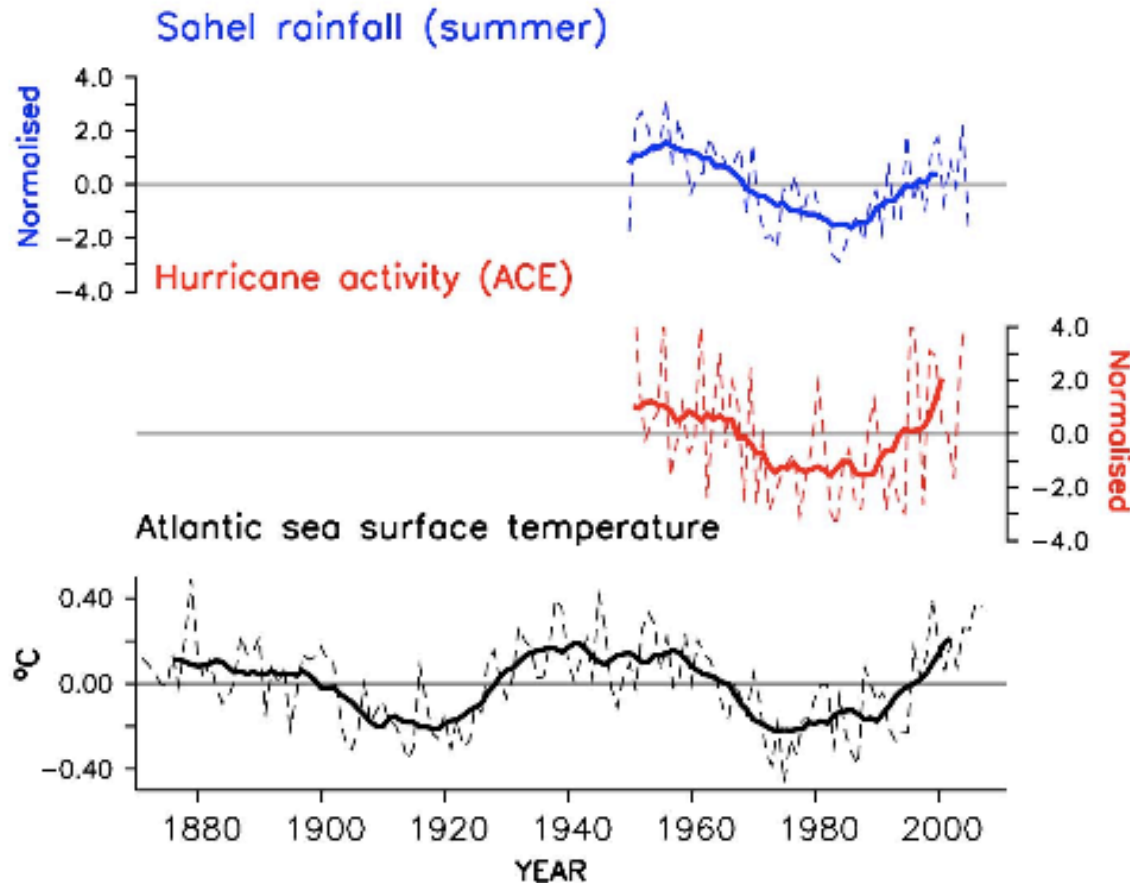 Sahel rainfall (summer)
Normalised
4.0
2.0
0.0
−2.0
−4.0
Hurricane activity (ACE)
4.0
2.0
0.0
−2.0
−4.0
Normalised
Atlantic sea surface temperature
°C
0.40
0.00
−0.40
1880 1900 1920 1940 1960 1980 2000
YEAR